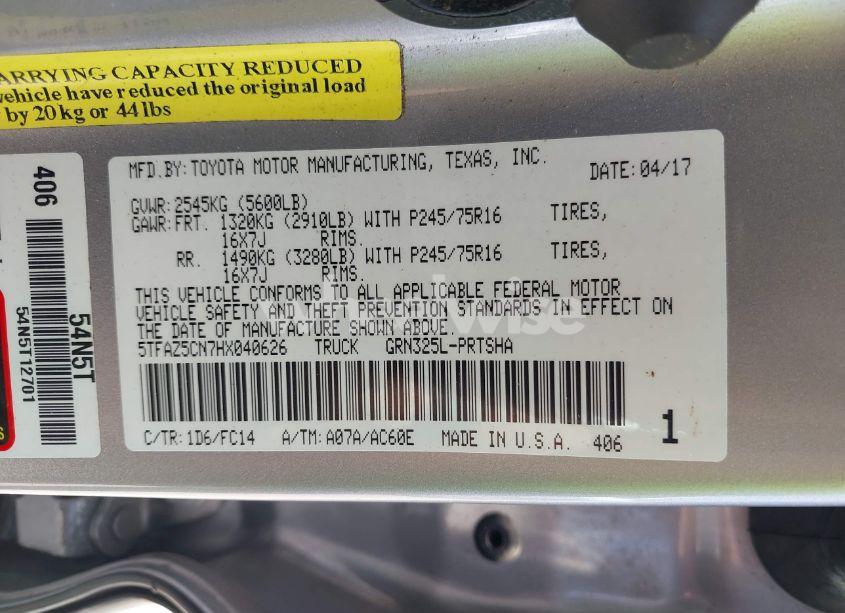 ARRYING CAPACITY REDUCED
vehicle have reduced the original load
by 20 kg or 44 lbs
406
54N5T
54N5T12701
MFD.BY: TOYOTA MOTOR MANUFACTURING, TEXAS, INC. DATE: 04/17
GVWR: 2545KG (5600LB)
GAWR: FRT. 1320KG (2910LB) WITH P245/75R16 TIRES,
16X7J RIMS.
RR. 1490KG (3280LB) WITH P245/75R16 TIRES,
16X7J RIMS.
THIS VEHICLE CONFORMS TO ALL APPLICABLE FEDERAL MOTOR
VEHICLE SAFETY AND THEFT PREVENTION STANDARDS IN EFFECT ON
THE DATE OF MANUFACTURE SHOWN ABOVE.
5TFAZ5CN7HX040626 TRUCK GRN325L-PRTSHA
C/TR: 1D6/FC14 A/TM: A07A/AC60E MADE IN U.S.A. 406
1